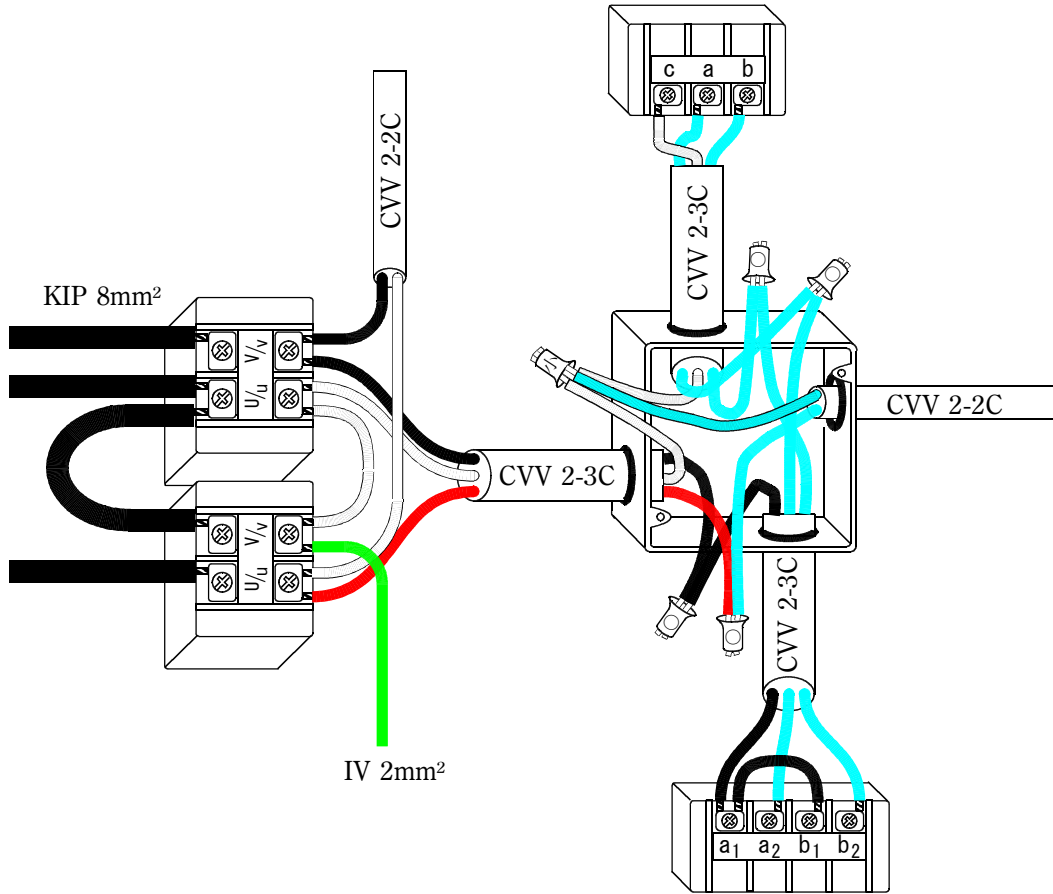 c a b
CVV 2-2C
CVV 2-3C
KIP 8mm²
V/v
U/u
CVV 2-2C
CVV 2-3C
V/v
U/u
CVV 2-3C
IV 2mm²
a₁ a₂ b₁ b₂